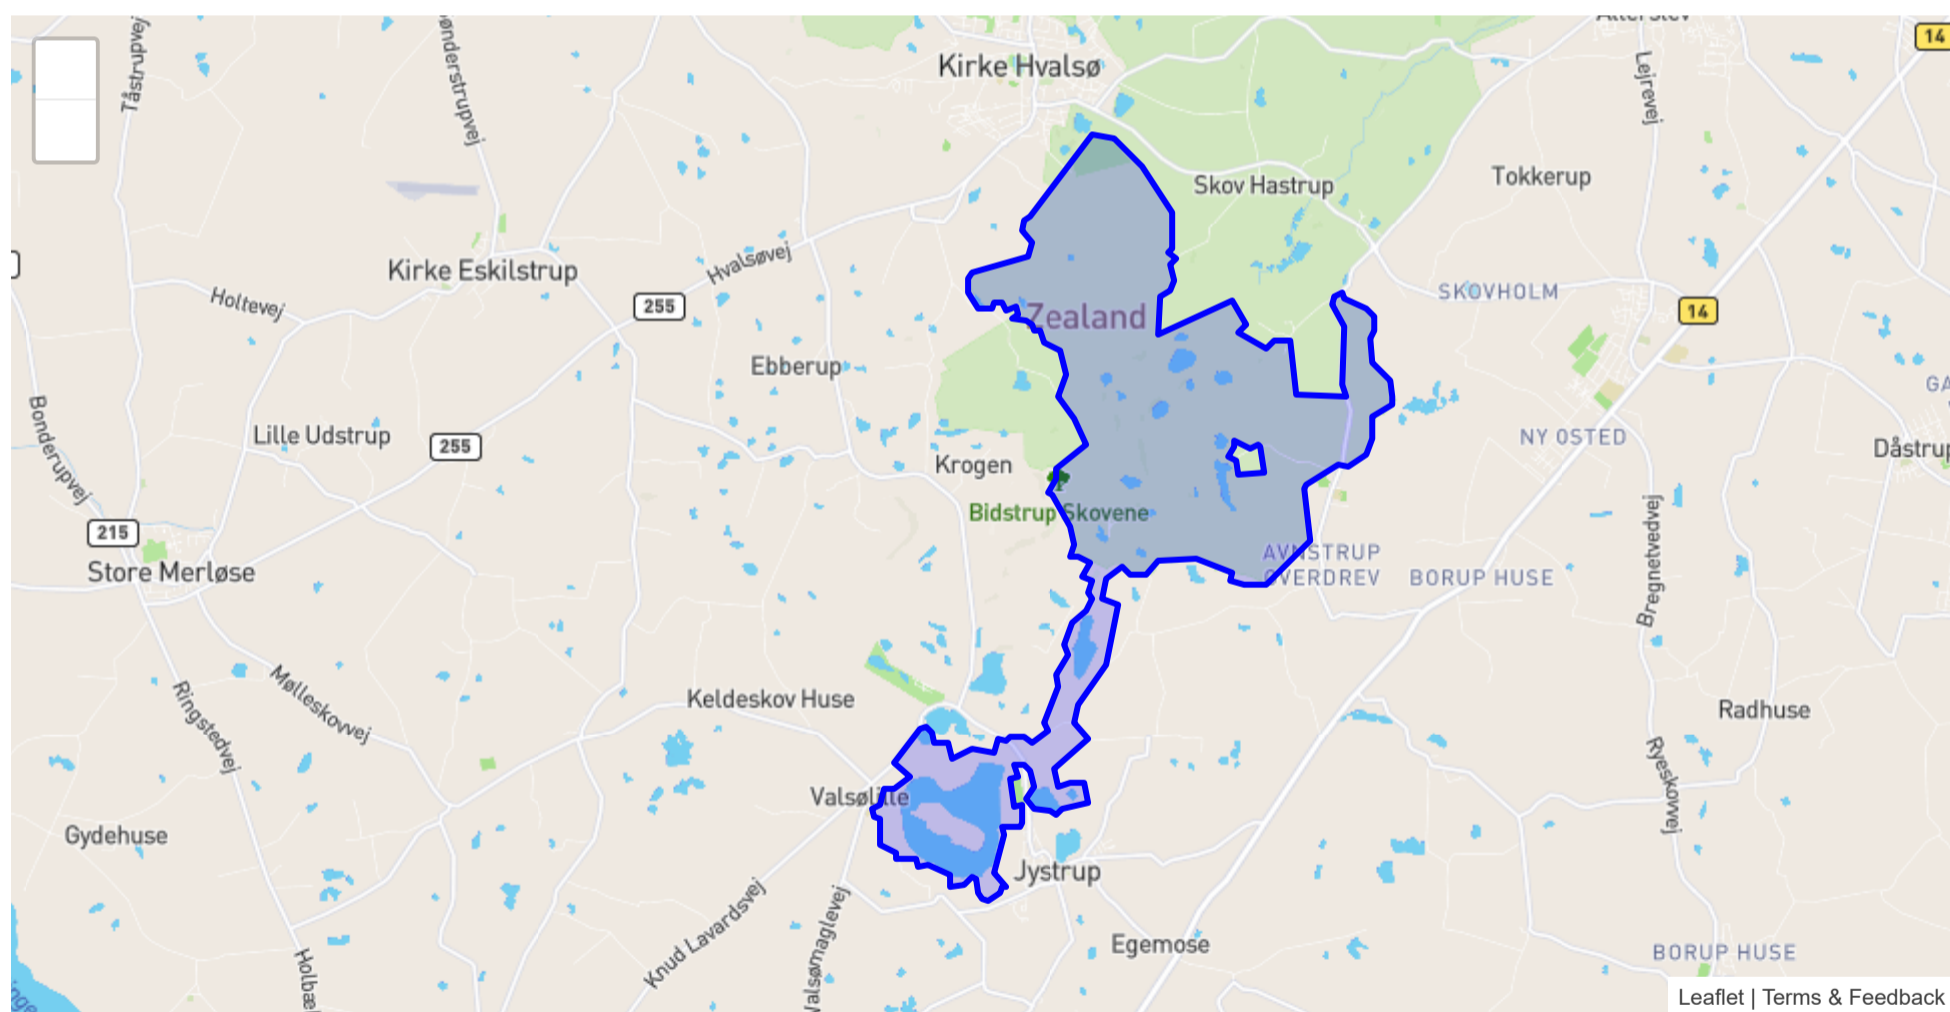 Kirke Hvalsø
14
Tåstrupvej
Lejrevej
Skov Hastrup
Tokkerup
Hvalsøvej
Kirke Eskilstrup
SKOVHOLM
Holtevej
255
Zealand
14
Ebberup
Bonderupvej
Lille Udstrup
255
Krogen
NY OSTED
Bidstrup Skovene
215
Bregnetvedvej
Store Merløse
AVNSTRUP
OVERDREV
BORUP HUSE
Mølleskovvej
Ringstedvej
Keldeskov Huse
Radhuse
Ryeskovvej
Valsølille
Gydehuse
Jystrup
Knud Lavardsvej
Egemose
BORUP HUSE
Leaflet | Terms & Feedback